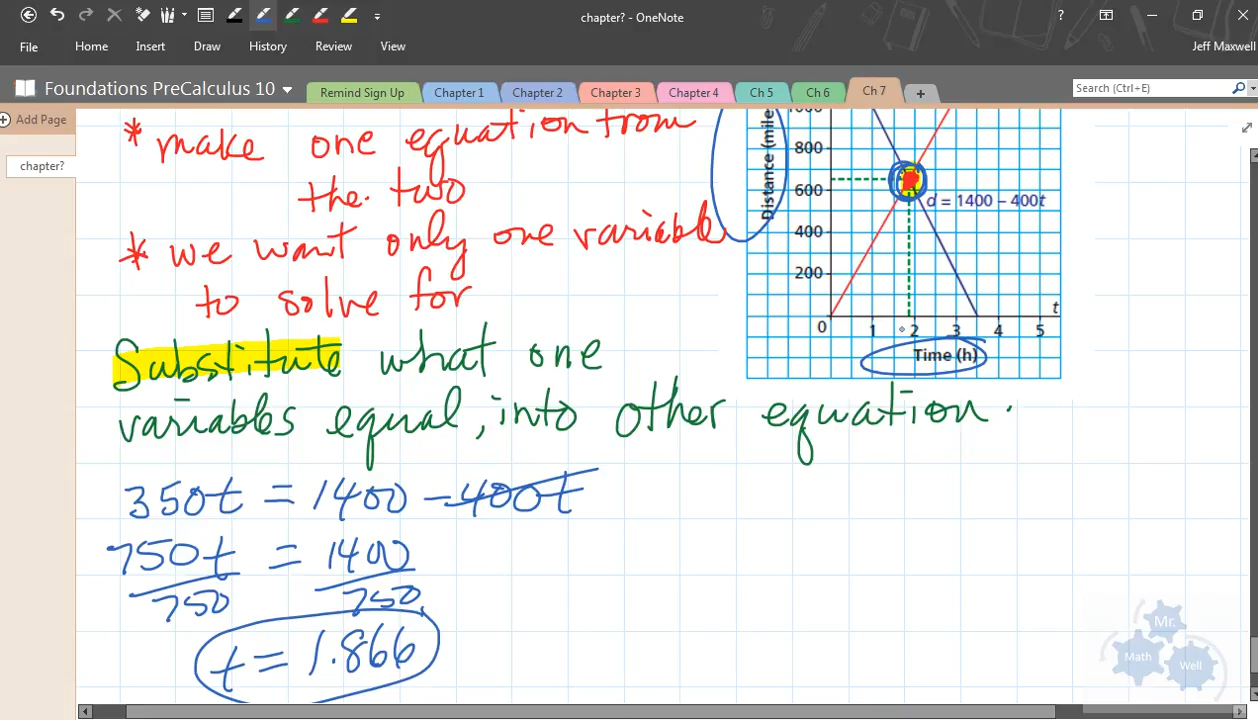 chapter? - OneNote
?
Jeff Maxwell
File Home Insert Draw History Review View
Foundations PreCalculus 10
Remind Sign Up Chapter 1 Chapter 2 Chapter 3 Chapter 4 Ch 5 Ch 6 Ch 7 +
Search (Ctrl+E)
Add Page
chapter?
* make one equation from
the two
* we want only one variable
to solve for
Substitute what one
variables equal, into other equation.
350t = 1400 - 400t
750t = 1400
750 750
t = 1.866
Distance (mile
1000
800
600
400
200
d = 1400 – 400t
t
0 1 2 3 4 5
Time (h)
Mr.
Math
Well